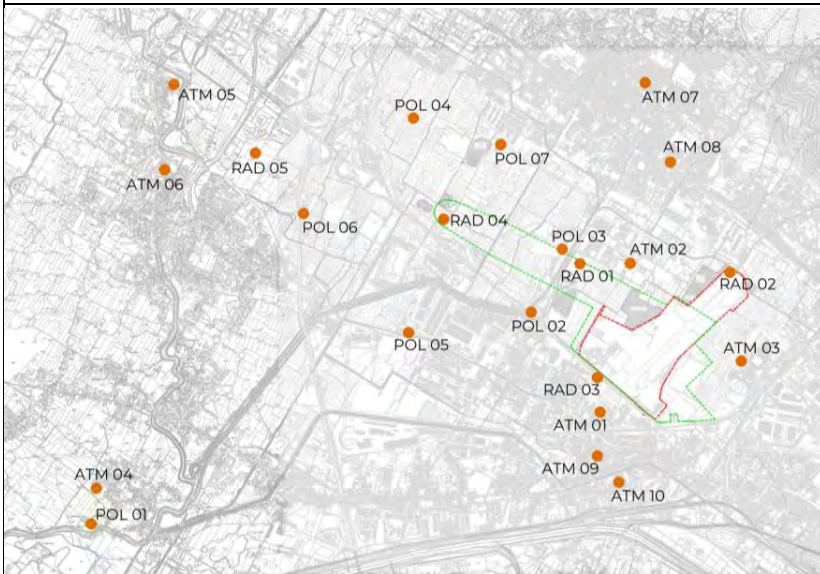 ATM 07
ATM 05
POL 04
POL 07
ATM 08
RAD 05
ATM 06
POL 06
RAD 04
POL 03
ATM 02
RAD 01
RAD 02
POL 02
POL 05
ATM 03
RAD 03
ATM 01
ATM 09
ATM 04
ATM 10
POL 01